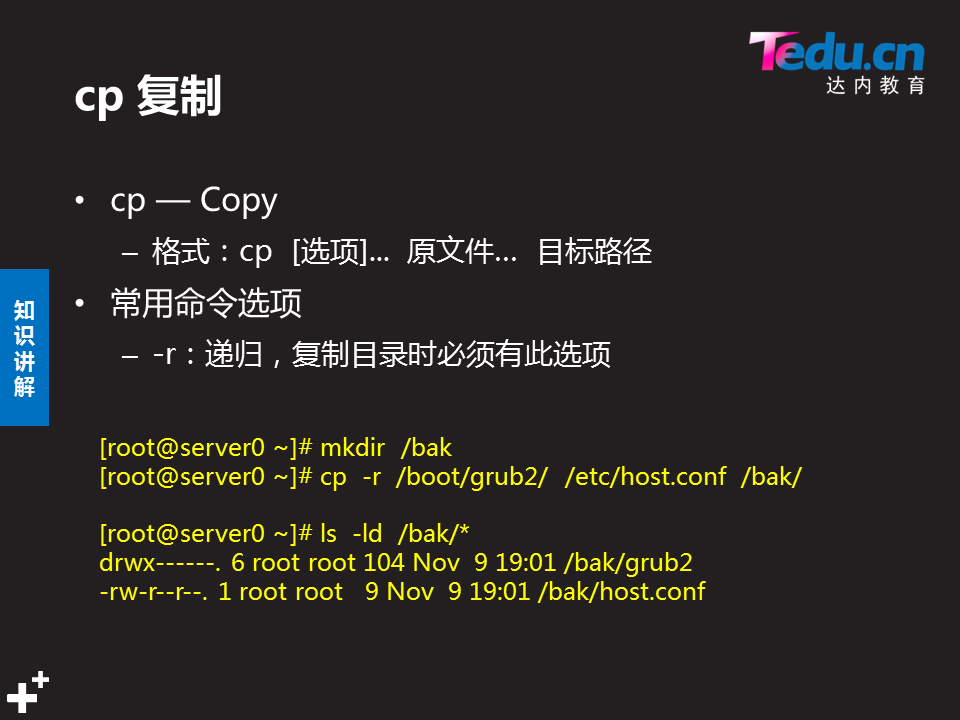 Tedu.cn
达内教育
cp 复制
• cp — Copy
– 格式：cp [选项]... 原文件… 目标路径
• 常用命令选项
– -r：递归，复制目录时必须有此选项
知识讲解
[root@server0 ~]# mkdir /bak
[root@server0 ~]# cp -r /boot/grub2/ /etc/host.conf /bak/
[root@server0 ~]# ls -ld /bak/*
drwx------. 6 root root 104 Nov 9 19:01 /bak/grub2
-rw-r--r--. 1 root root 9 Nov 9 19:01 /bak/host.conf